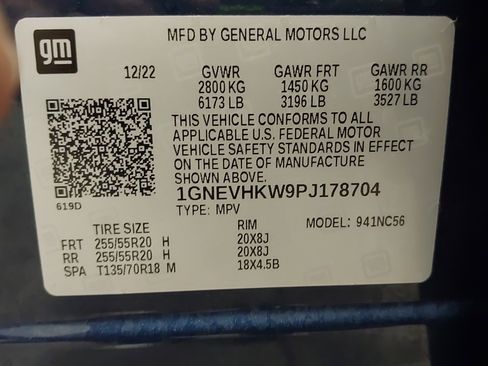 gm
MFD BY GENERAL MOTORS LLC
12/22 GVWR GAWR FRT GAWR RR
2800 KG 1450 KG 1600 KG
6173 LB 3196 LB 3527 LB
THIS VEHICLE CONFORMS TO ALL
APPLICABLE U.S. FEDERAL MOTOR
VEHICLE SAFETY STANDARDS IN EFFECT
ON THE DATE OF MANUFACTURE
SHOWN ABOVE.
619D
1GNEVHKW9PJ178704
TYPE: MPV MODEL: 941NC56
TIRE SIZE RIM
FRT 255/55R20 H 20X8J
RR 255/55R20 H 20X8J
SPA T135/70R18 M 18X4.5B